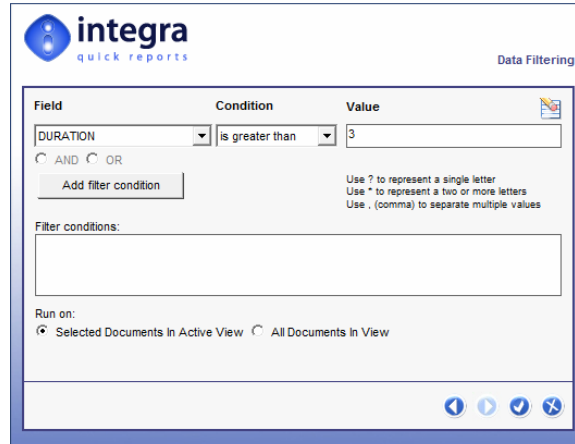 integra
quick reports
Data Filtering
Field Condition Value
DURATION is greater than 3
AND OR
Add filter condition
Use ? to represent a single letter
Use * to represent a two or more letters
Use , (comma) to separate multiple values
Filter conditions:
Run on:
Selected Documents In Active View All Documents In View